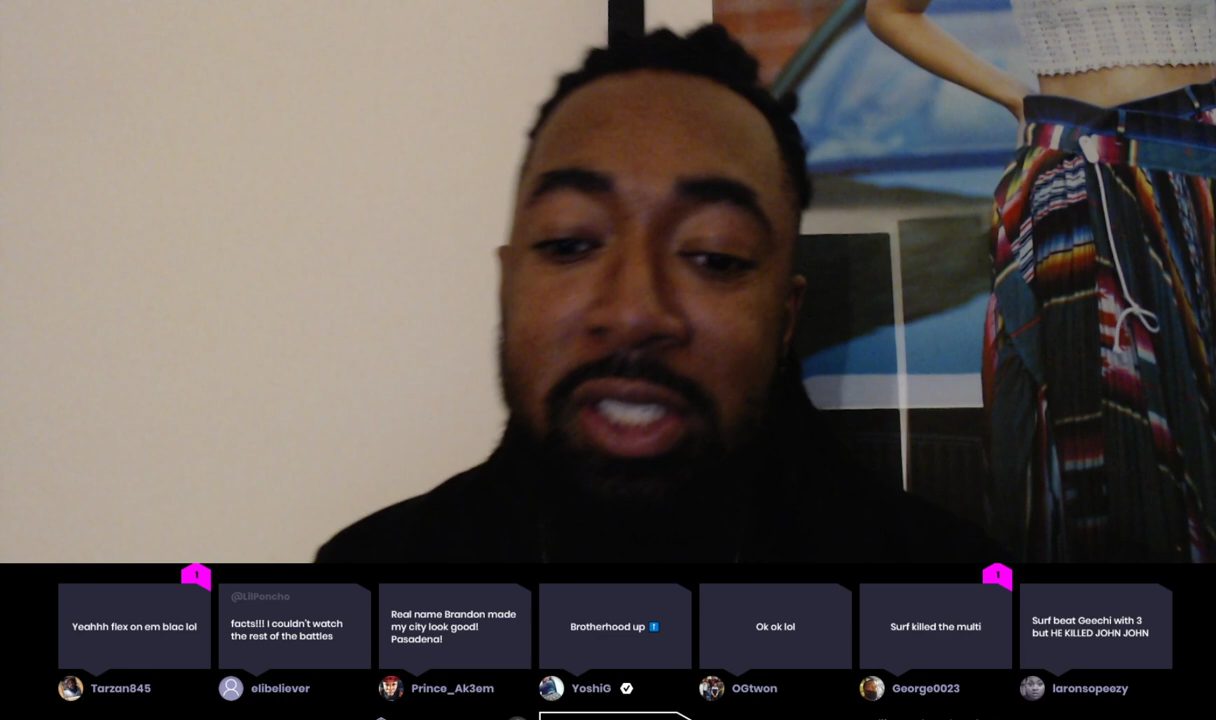 1
Yeahhh flex on em blac lol
Tarzan845
@LilPoncho
facts!!! I couldn't watch
the rest of the battles
elibeliever
Real name Brandon made
my city look good!
Pasadena!
Prince_Ak3em
Brotherhood up
YoshiG
Ok ok lol
OGtwon
1
Surf killed the multi
George0023
Surf beat Geechi with 3
but HE KILLED JOHN JOHN
laronsopeezy